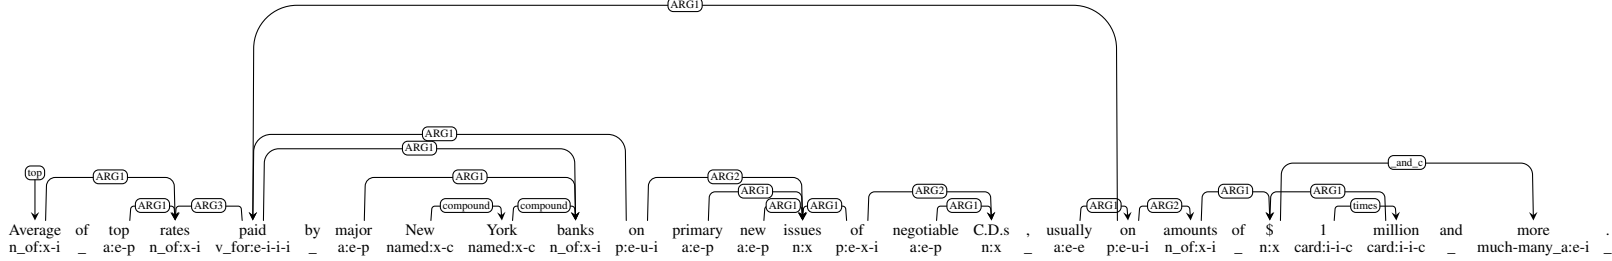 ARG1
ARG1
ARG1
top ARG1 ARG1 ARG2 ARG2 _and_c
ARG1 ARG3 compound compound ARG1 ARG1 ARG1 ARG1 ARG1 ARG2 ARG1 ARG1 times
Average of top rates paid by major New York banks on primary new issues of negotiable C.D.s , usually on amounts of $ 1 million and more .
n_of:x-i _ a:e-p n_of:x-i v_for:e-i-i-i _ a:e-p named:x-c named:x-c n_of:x-i p:e-u-i a:e-p a:e-p n:x p:e-x-i a:e-p n:x _ a:e-e p:e-u-i n_of:x-i _ n:x card:i-i-c card:i-i-c _ much-many_a:e-i _